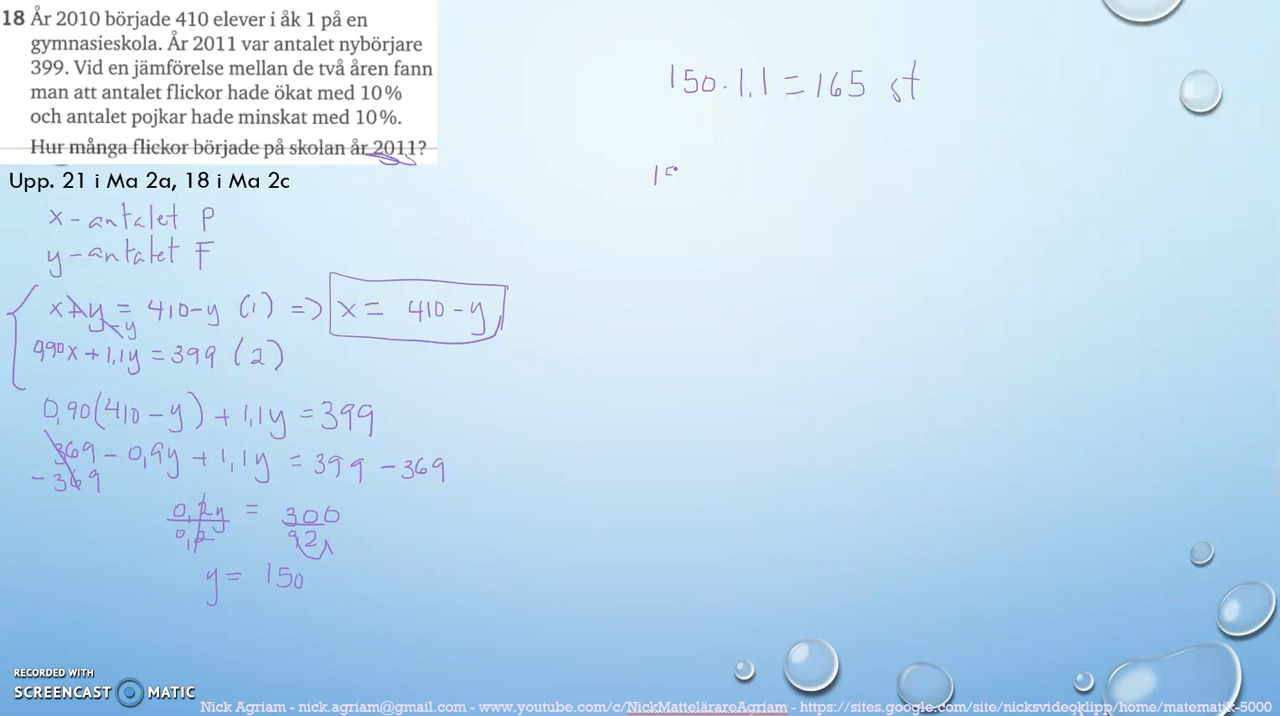 18 År 2010 började 410 elever i åk 1 på en
gymnasieskola. År 2011 var antalet nybörjare
399. Vid en jämförelse mellan de två åren fann
man att antalet flickor hade ökat med 10%
och antalet pojkar hade minskat med 10%.
Hur många flickor började på skolan år 2011?
Upp. 21 i Ma 2a, 18 i Ma 2c
x - antalet P
y - antalet F
x + y = 410 - y (1) => x = 410 - y
- y
0,90x + 1,1y = 399 (2)
0,90(410 - y) + 1,1y = 399
369 - 0,9y + 1,1y = 399 - 369
- 369
0,2y = 300
0,2
y = 150
150 · 1,1 = 165 st
RECORDED WITH
SCREENCAST MATIC
Nick Agriam - nick.agriam@gmail.com - www.youtube.com/c/NickMattelärareAgriam - https://sites.google.com/site/nicksvideoklipp/home/matematik-5000